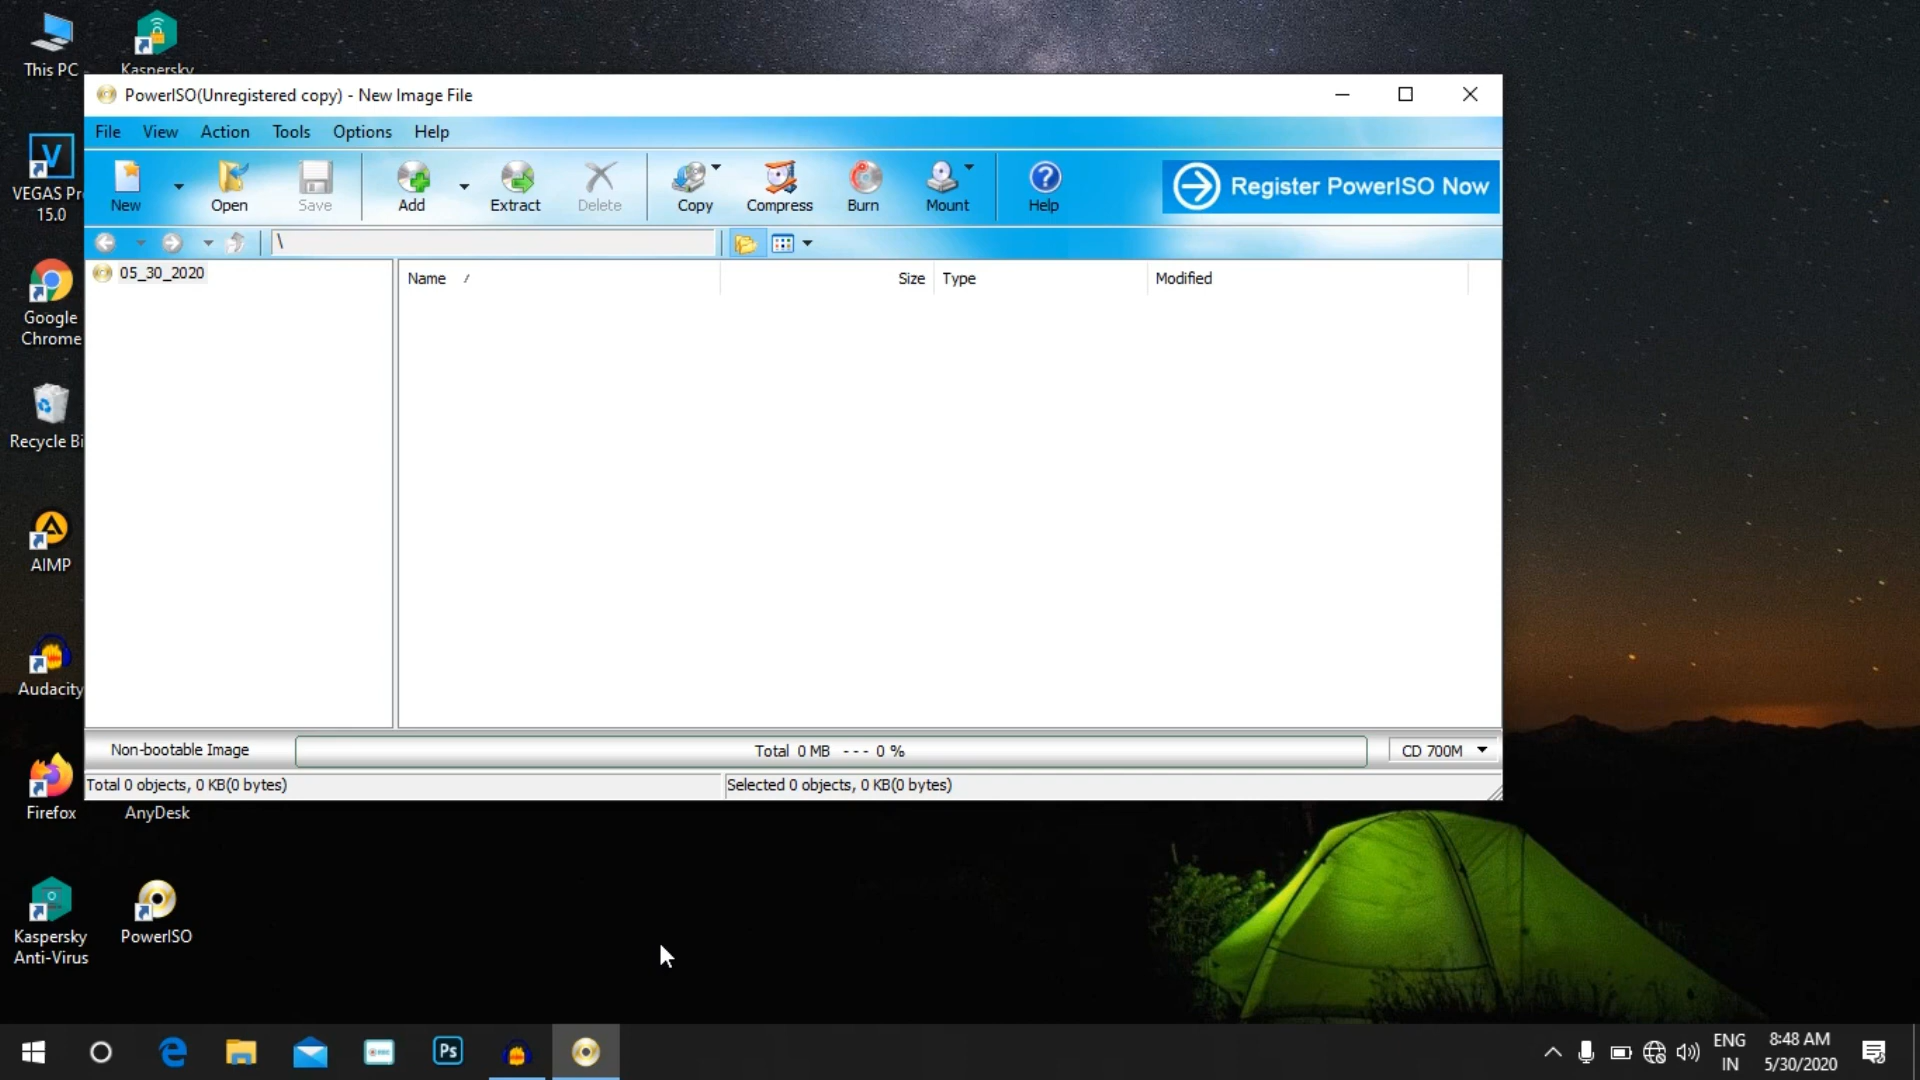 This PC
Kaspersky
PowerISO(Unregistered copy) - New Image File
File View Action Tools Options Help
New Open Save Add Extract Delete Copy Compress Burn Mount Help
Register PowerISO Now
\
05_30_2020
Name / Size Type Modified
VEGAS Pr
15.0
Google
Chrome
Recycle Bi
AIMP
Audacity
Non-bootable Image Total 0 MB --- 0 % CD 700M
Total 0 objects, 0 KB(0 bytes) Selected 0 objects, 0 KB(0 bytes)
Firefox
AnyDesk
Kaspersky
Anti-Virus
PowerISO
Ps
ENG
IN
8:48 AM
5/30/2020